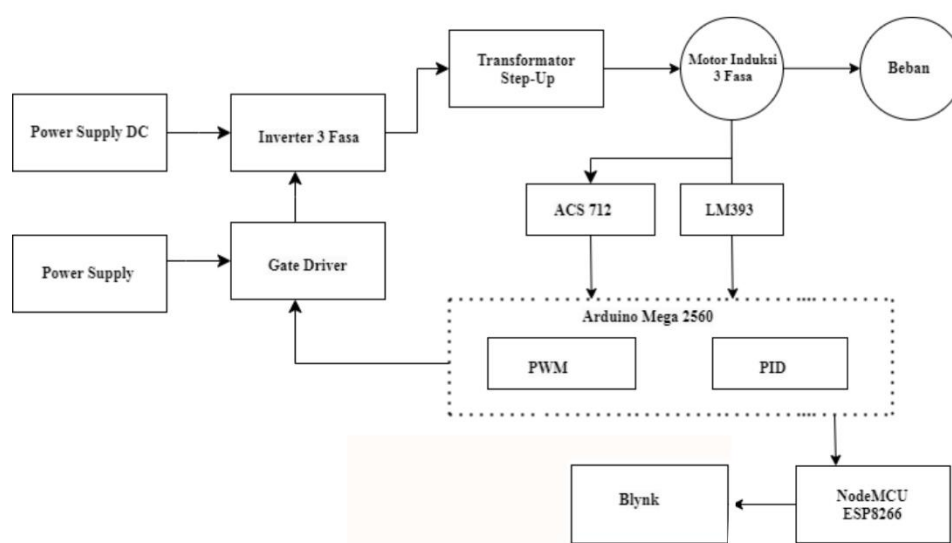 Transformator
Step-Up
Motor Induksi
3 Fasa
Beban
Power Supply DC
Inverter 3 Fasa
ACS 712
LM393
Power Supply
Gate Driver
Arduino Mega 2560
PWM
PID
Blynk
NodeMCU
ESP8266